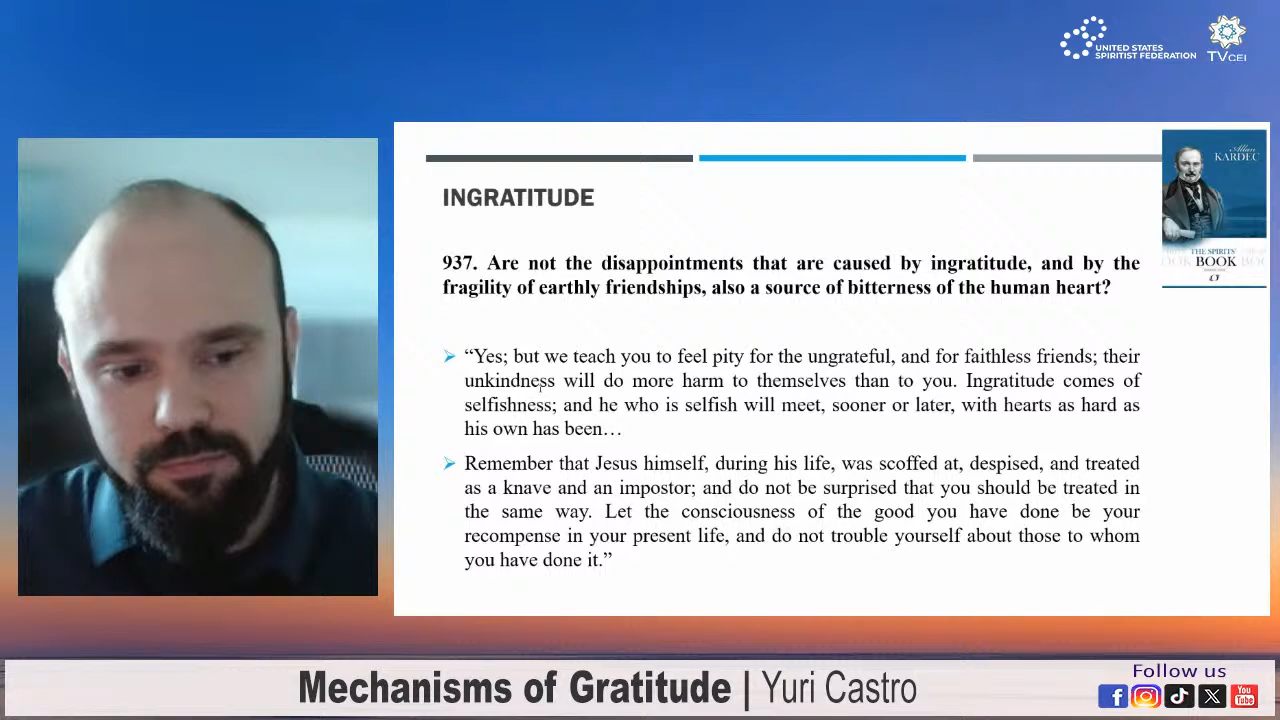 UNITED STATES
SPIRITIST FEDERATION
TVCEI
Allan
KARDEC
THE SPIRITS'
BOOK
INGRATITUDE
937. Are not the disappointments that are caused by ingratitude, and by the
fragility of earthly friendships, also a source of bitterness of the human heart?
“Yes; but we teach you to feel pity for the ungrateful, and for faithless friends; their
unkindness will do more harm to themselves than to you. Ingratitude comes of
selfishness; and he who is selfish will meet, sooner or later, with hearts as hard as
his own has been…
Remember that Jesus himself, during his life, was scoffed at, despised, and treated
as a knave and an impostor; and do not be surprised that you should be treated in
the same way. Let the consciousness of the good you have done be your
recompense in your present life, and do not trouble yourself about those to whom
you have done it.”
Mechanisms of Gratitude | Yuri Castro
Follow us
You
Tube